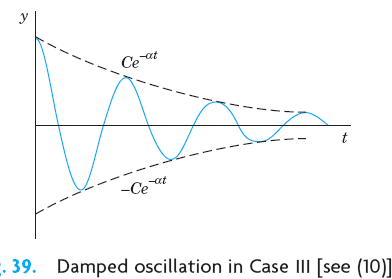 y
Ce^{-αt}
t
-Ce^{-αt}
. 39. Damped oscillation in Case III [see (10)]